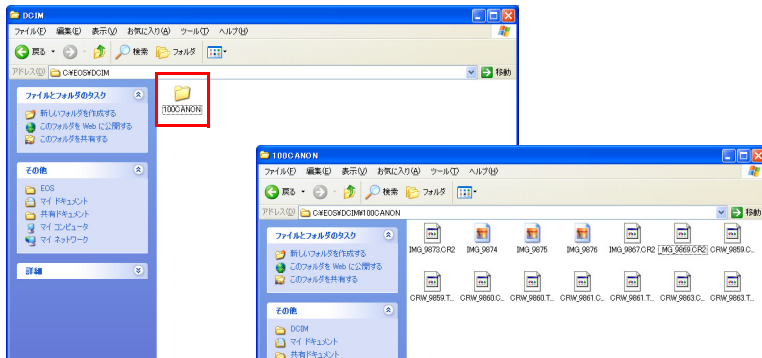 DCIM
ファイル(F) 編集(E) 表示(V) お気に入り(A) ツール(T) ヘルプ(H)
戻る 検索 フォルダ
アドレス(D) C:¥EOS¥DCIM 移動
ファイルとフォルダのタスク
新しいフォルダを作成する
このフォルダを Web に公開する
このフォルダを共有する
100CANON
その他
EOS
マイ ドキュメント
共有ドキュメント
マイ コンピュータ
マイ ネットワーク
詳細
100CANON
ファイル(F) 編集(E) 表示(V) お気に入り(A) ツール(T) ヘルプ(H)
戻る 検索 フォルダ
アドレス(D) C:¥EOS¥DCIM¥100CANON 移動
ファイルとフォルダのタスク
新しいフォルダを作成する
このフォルダを Web に公開する
このフォルダを共有する
IMG_9873.CR2 IMG_9874 IMG_9875 IMG_9876 IMG_9867.CR2 _MG_9869.CR2 CRW_9859.C...
CRW_9859.T... CRW_9860.C... CRW_9860.T... CRW_9861.C... CRW_9861.T... CRW_9863.C... CRW_9863.T...
その他
DCIM
マイ ドキュメント
共有ドキュメント